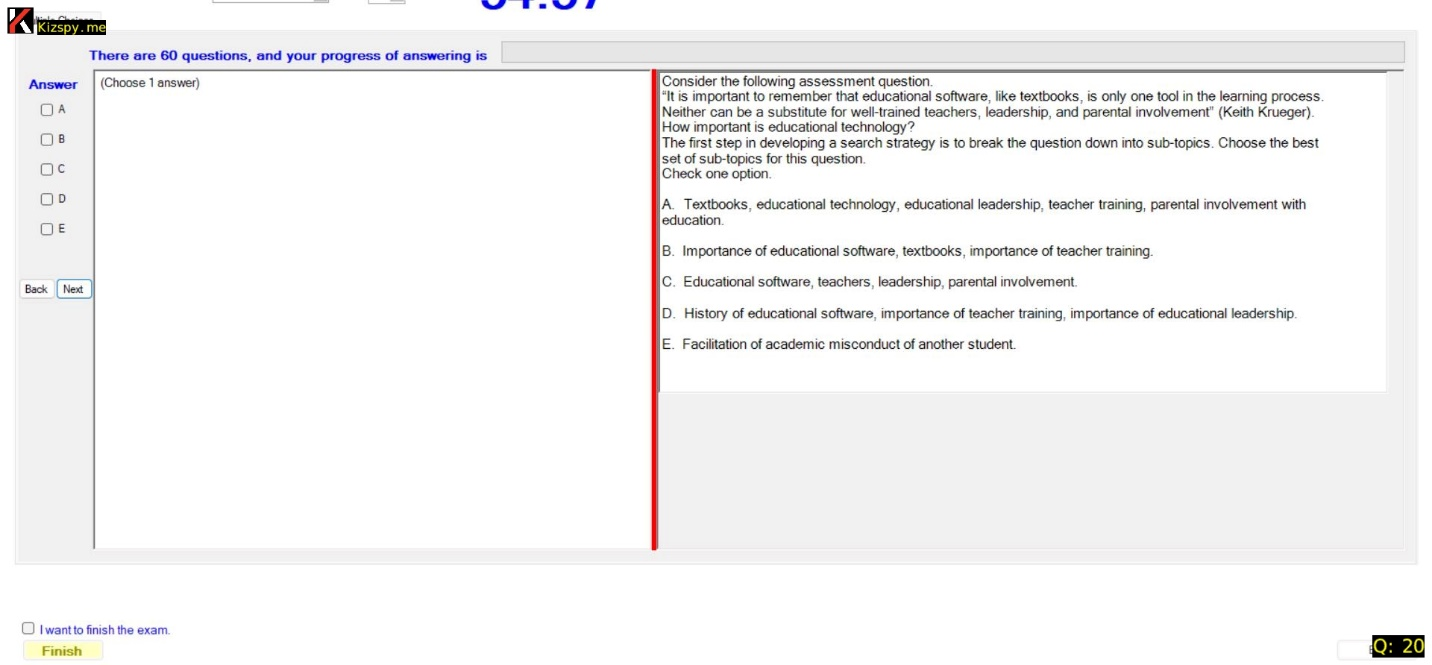 Kizspy.me
There are 60 questions, and your progress of answering is
Answer
(Choose 1 answer)
A
B
C
D
E
Back Next
Consider the following assessment question.
"It is important to remember that educational software, like textbooks, is only one tool in the learning process.
Neither can be a substitute for well-trained teachers, leadership, and parental involvement" (Keith Krueger).
How important is educational technology?
The first step in developing a search strategy is to break the question down into sub-topics. Choose the best
set of sub-topics for this question.
Check one option.
A. Textbooks, educational technology, educational leadership, teacher training, parental involvement with
education.
B. Importance of educational software, textbooks, importance of teacher training.
C. Educational software, teachers, leadership, parental involvement.
D. History of educational software, importance of teacher training, importance of educational leadership.
E. Facilitation of academic misconduct of another student.
I want to finish the exam.
Finish
Q: 20